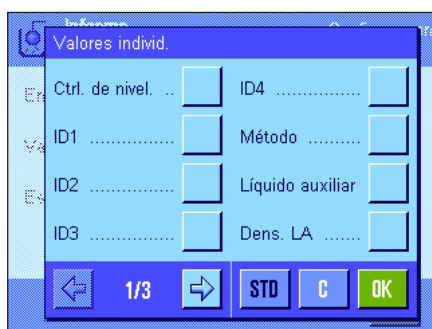 Valores individ.
Ctrl. de nivel. ..
ID1 ...............
ID2 ...............
ID3 ...............
ID4 ...............
Método ..........
Líquido auxiliar
Dens. LA .......
1/3
STD
C
OK